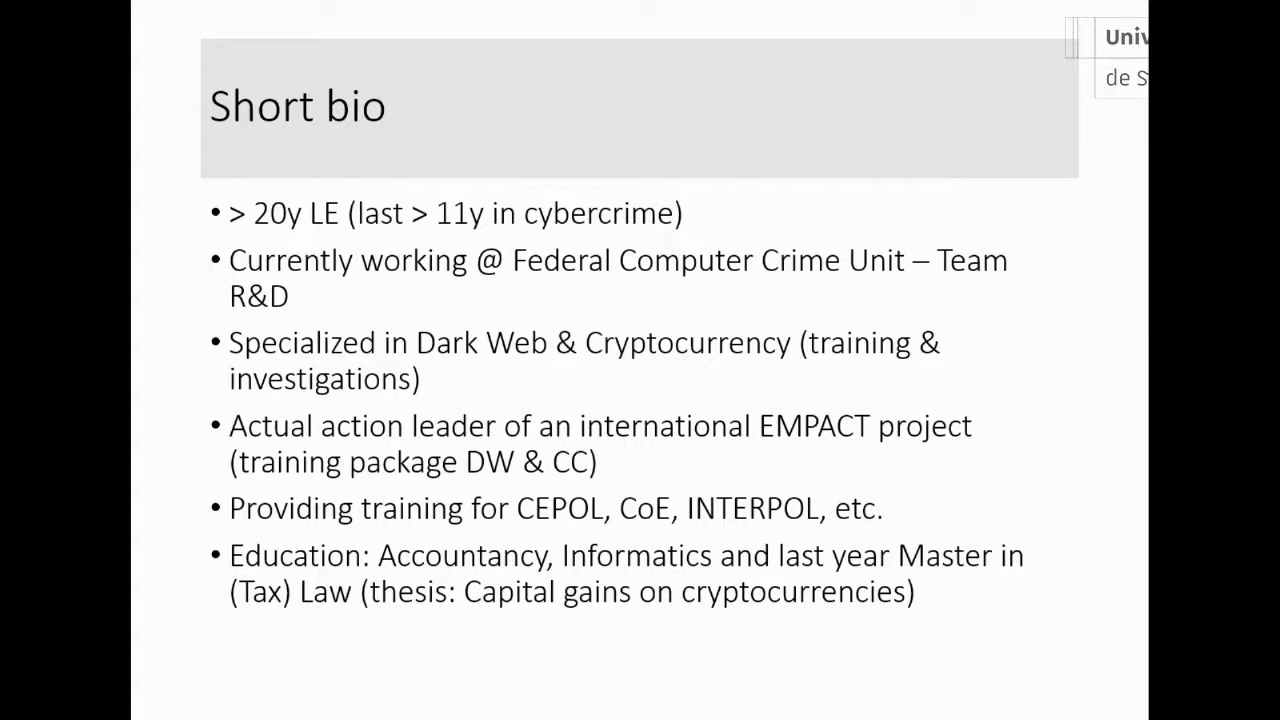 Univ
de S
Short bio
• > 20y LE (last > 11y in cybercrime)
• Currently working @ Federal Computer Crime Unit – Team
R&D
• Specialized in Dark Web & Cryptocurrency (training &
investigations)
• Actual action leader of an international EMPACT project
(training package DW & CC)
• Providing training for CEPOL, CoE, INTERPOL, etc.
• Education: Accountancy, Informatics and last year Master in
(Tax) Law (thesis: Capital gains on cryptocurrencies)